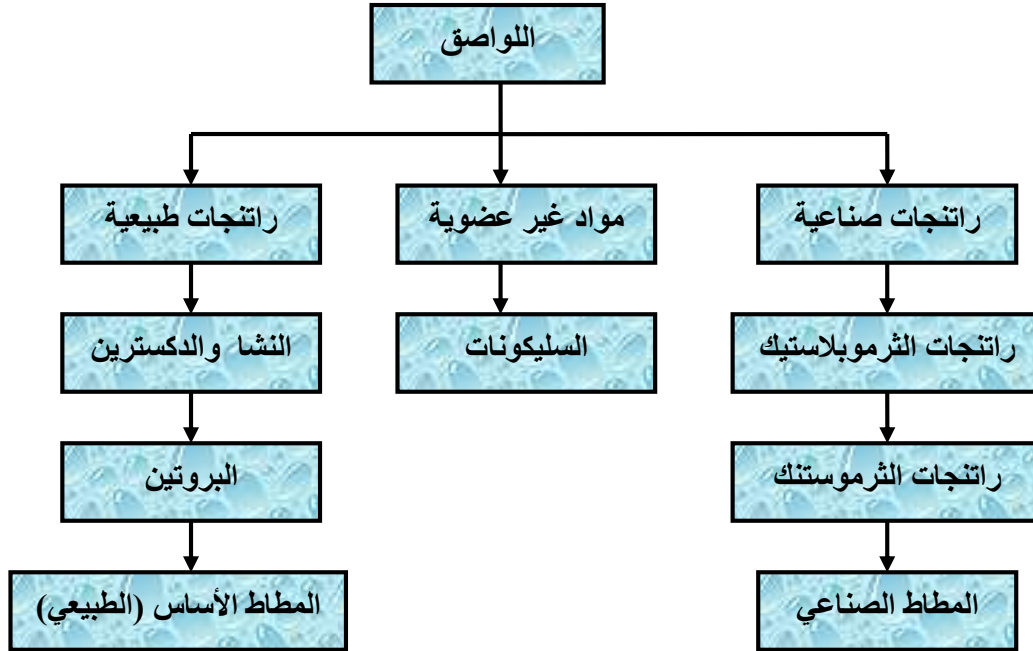 اللواصق
راتنجات صناعية
مواد غير عضوية
راتنجات طبيعية
راتنجات الثرموبلاستيك
السليكونات
النشا والدكسترين
راتنجات الثرموستنك
البروتين
المطاط الصناعي
المطاط الأساس (الطبيعي)